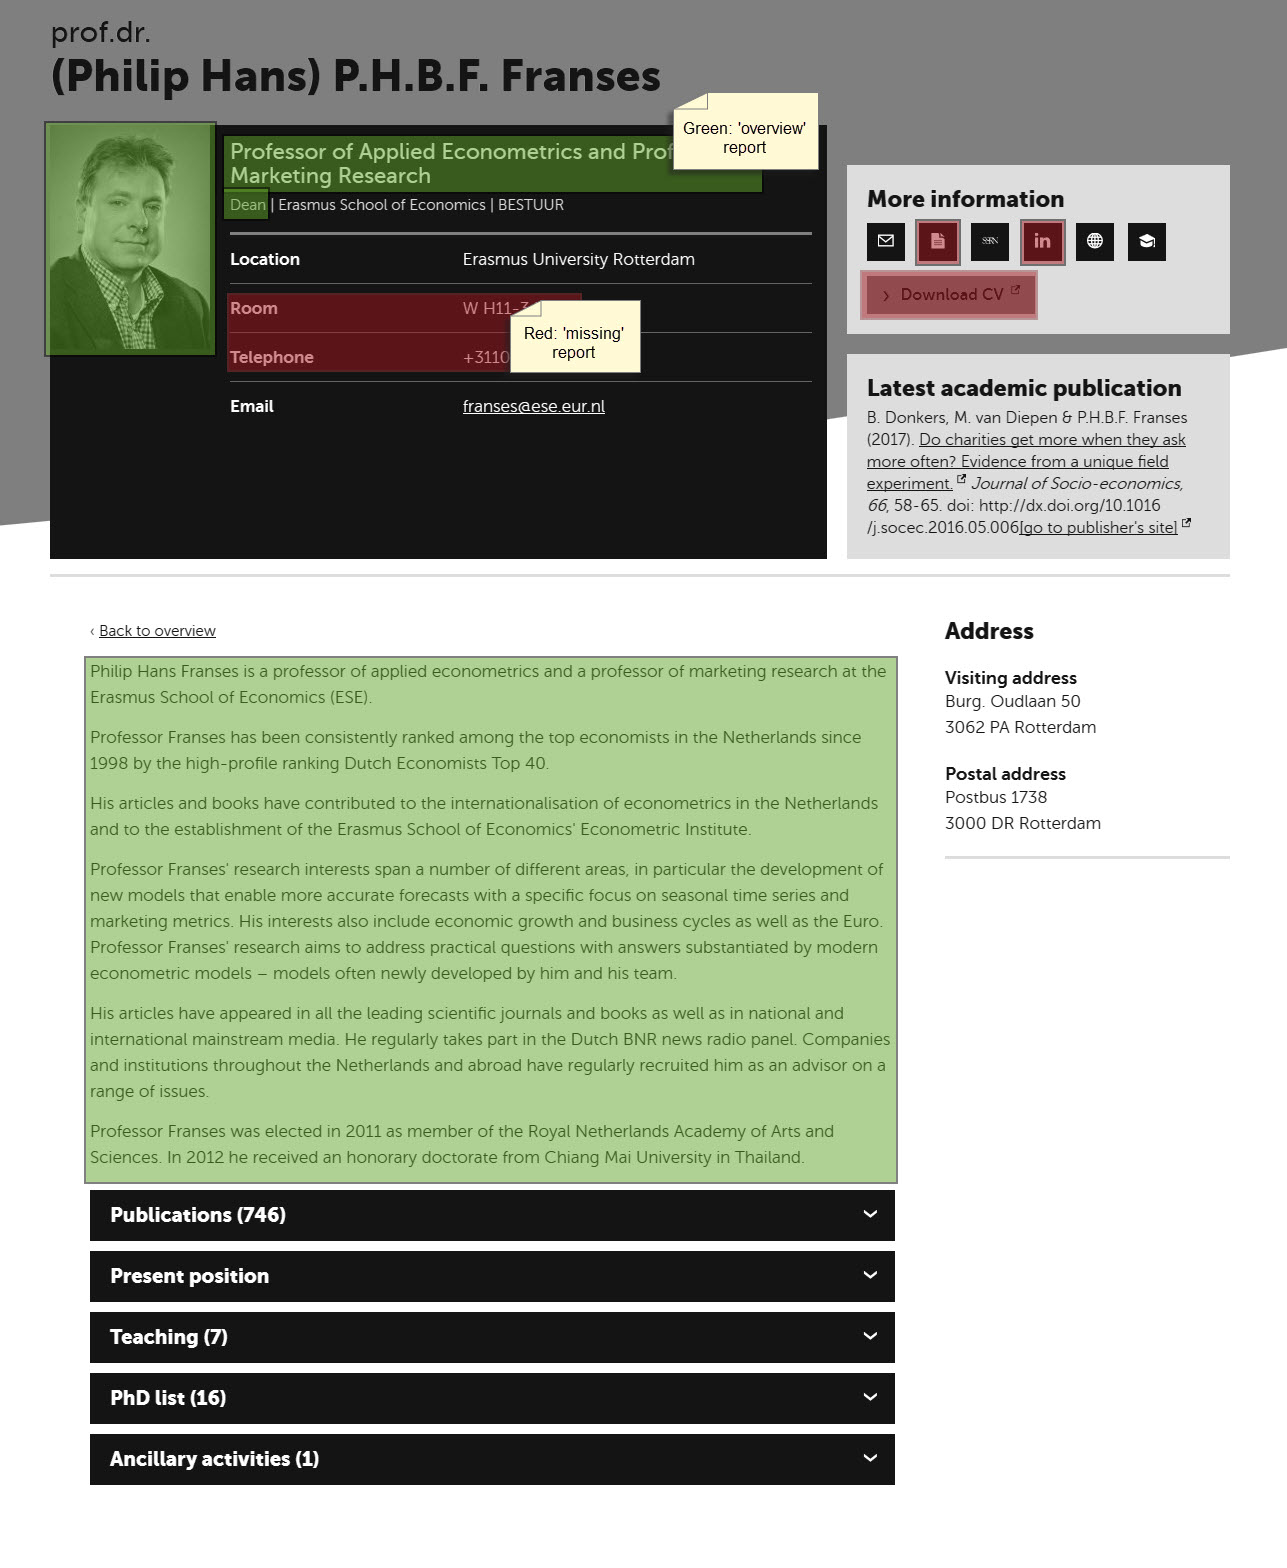 prof.dr.
(Philip Hans) P.H.B.F. Franses
Green: 'overview'
report
Professor of Applied Econometrics and Prof
Marketing Research
Dean | Erasmus School of Economics | BESTUUR
Location Erasmus University Rotterdam
Room W H11-
Red: 'missing'
report
Telephone +3110
Email franses@ese.eur.nl
More information
SSRN
in
› Download CV
Latest academic publication
B. Donkers, M. van Diepen & P.H.B.F. Franses
(2017). Do charities get more when they ask
more often? Evidence from a unique field
experiment. Journal of Socio-economics,
66, 58-65. doi: http://dx.doi.org/10.1016
/j.socec.2016.05.006[go to publisher's site]
‹ Back to overview
Philip Hans Franses is a professor of applied econometrics and a professor of marketing research at the
Erasmus School of Economics (ESE).
Professor Franses has been consistently ranked among the top economists in the Netherlands since
1998 by the high-profile ranking Dutch Economists Top 40.
His articles and books have contributed to the internationalisation of econometrics in the Netherlands
and to the establishment of the Erasmus School of Economics' Econometric Institute.
Professor Franses' research interests span a number of different areas, in particular the development of
new models that enable more accurate forecasts with a specific focus on seasonal time series and
marketing metrics. His interests also include economic growth and business cycles as well as the Euro.
Professor Franses' research aims to address practical questions with answers substantiated by modern
econometric models – models often newly developed by him and his team.
His articles have appeared in all the leading scientific journals and books as well as in national and
international mainstream media. He regularly takes part in the Dutch BNR news radio panel. Companies
and institutions throughout the Netherlands and abroad have regularly recruited him as an advisor on a
range of issues.
Professor Franses was elected in 2011 as member of the Royal Netherlands Academy of Arts and
Sciences. In 2012 he received an honorary doctorate from Chiang Mai University in Thailand.
Publications (746)
Present position
Teaching (7)
PhD list (16)
Ancillary activities (1)
Address
Visiting address
Burg. Oudlaan 50
3062 PA Rotterdam
Postal address
Postbus 1738
3000 DR Rotterdam